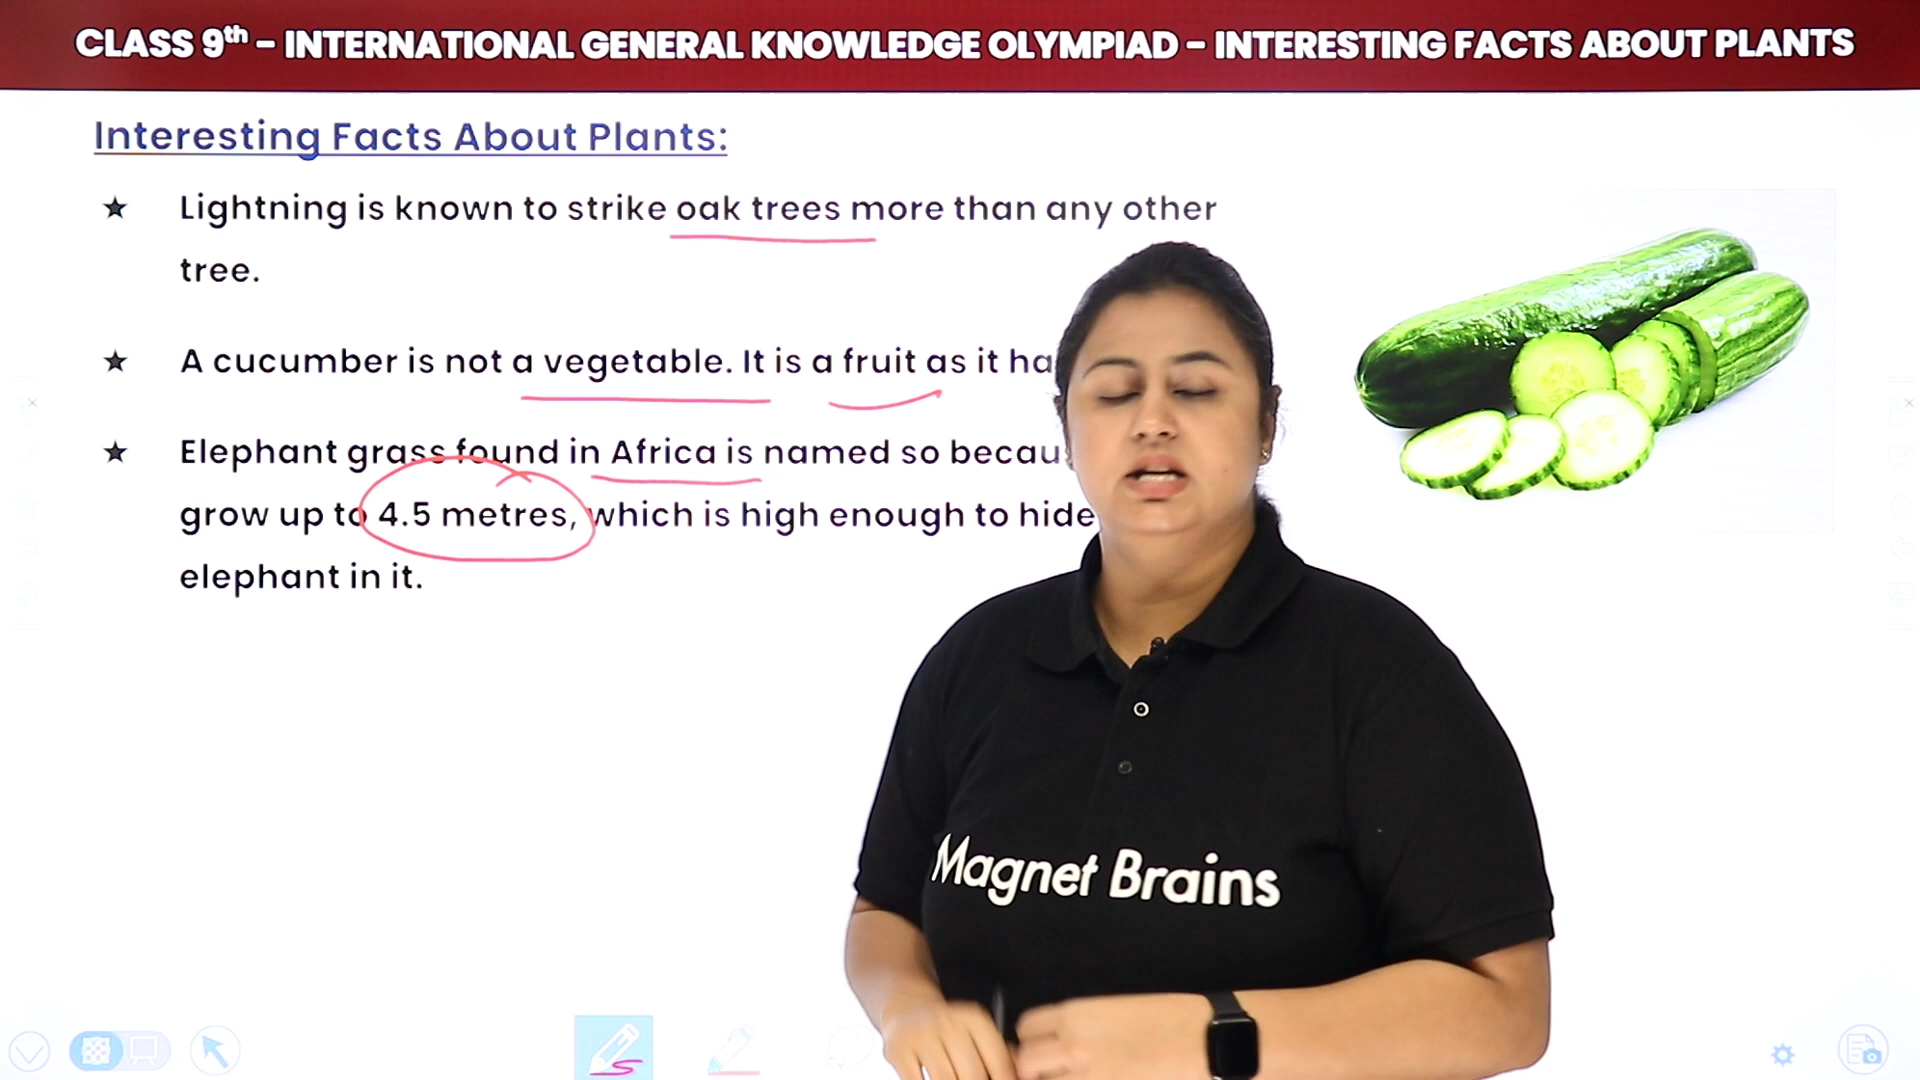 CLASS 9th - INTERNATIONAL GENERAL KNOWLEDGE OLYMPIAD - INTERESTING FACTS ABOUT PLANTS
Interesting Facts About Plants:
★ Lightning is known to strike oak trees more than any other
tree.
★ A cucumber is not a vegetable. It is a fruit as it
★ Elephant grass found in Africa is named so
grow up to 4.5 metres, which is high enough to hide
elephant in it.
Magnet Brains